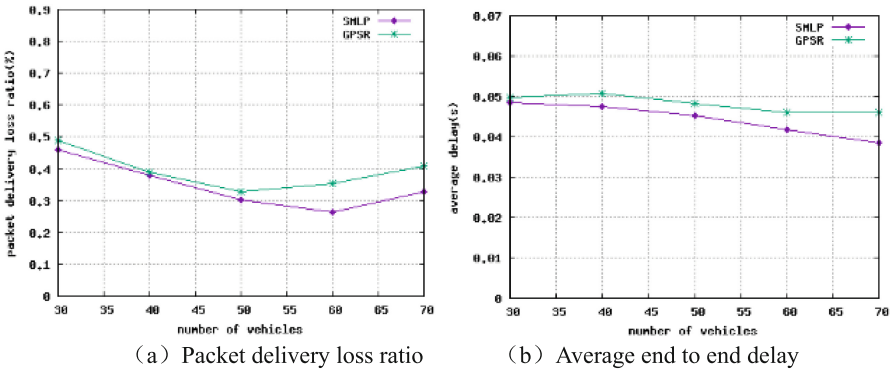 0.9
0.8
0.7
0.6
0.5
0.4
0.3
0.2
0.1
0
packet delivery loss ratio(%)
SMLP
GPSR
30 35 40 45 50 55 60 65 70
number of vehicles
(a) Packet delivery loss ratio
0.07
0.06
0.05
0.04
0.03
0.02
0.01
0
average delay(s)
SMLP
GPSR
30 35 40 45 50 55 60 65 70
number of vehicles
(b) Average end to end delay